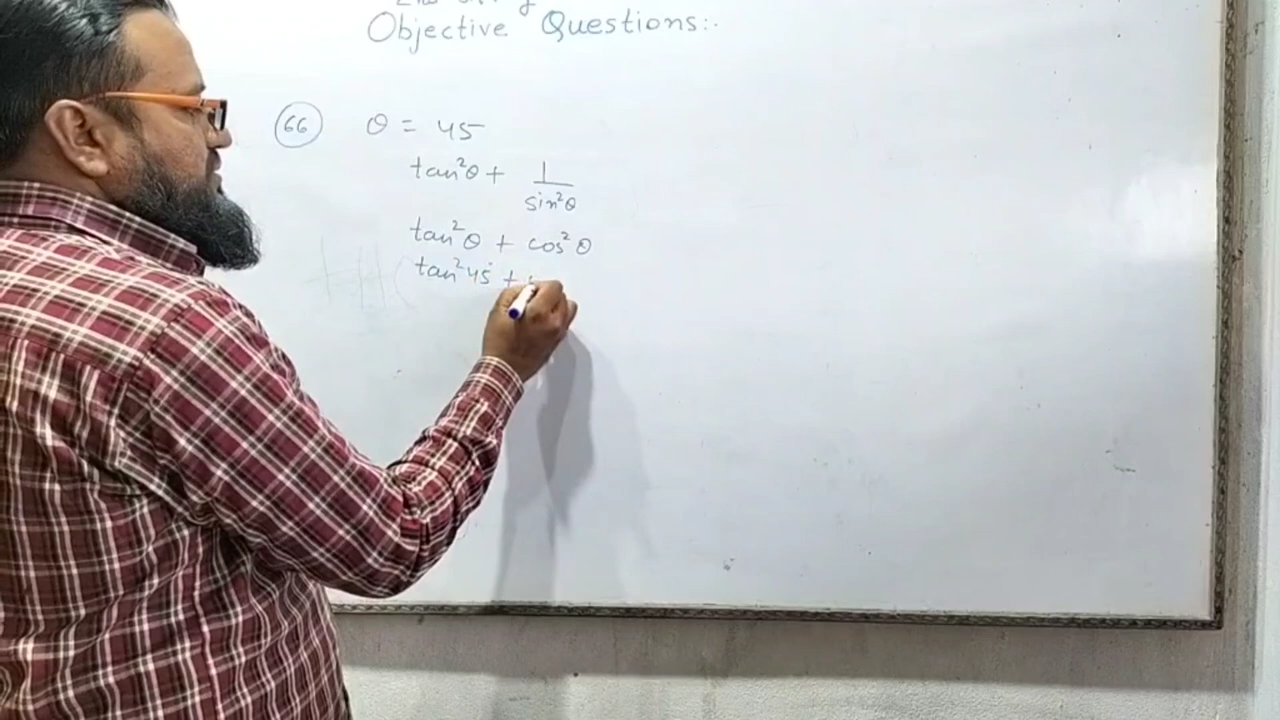 Objective Questions:-
66 θ = 45
tan²θ + 1/sin²θ
tan²θ + cos²θ
tan²45 +